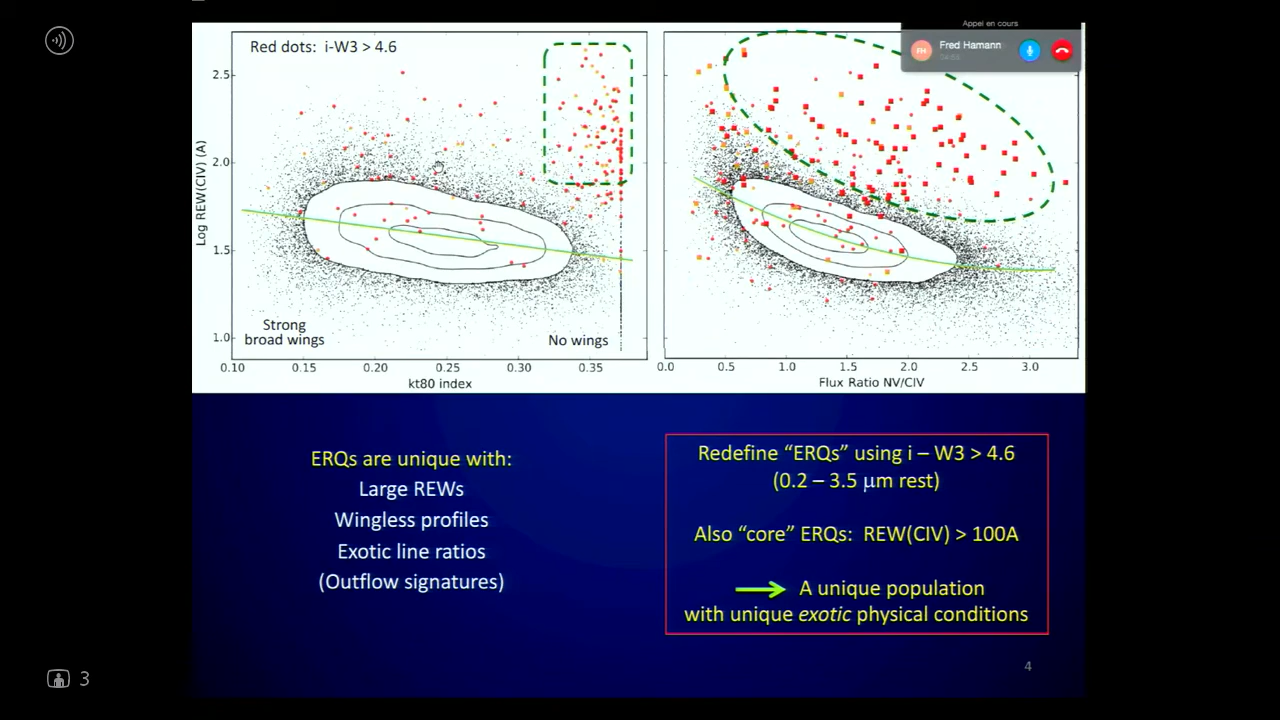 Appel en cours
FH
Fred Hamann
Red dots: i-W3 > 4.6
Log REW(CIV) (A)
2.5
2.0
1.5
1.0
Strong
broad wings
No wings
0.10 0.15 0.20 0.25 0.30 0.35
kt80 index
0.0 0.5 1.0 1.5 2.0 2.5 3.0
Flux Ratio NV/CIV
ERQs are unique with:
Large REWs
Wingless profiles
Exotic line ratios
(Outflow signatures)
Redefine “ERQs” using i – W3 > 4.6
(0.2 – 3.5 μm rest)
Also “core” ERQs: REW(CIV) > 100A
A unique population
with unique exotic physical conditions
4
3